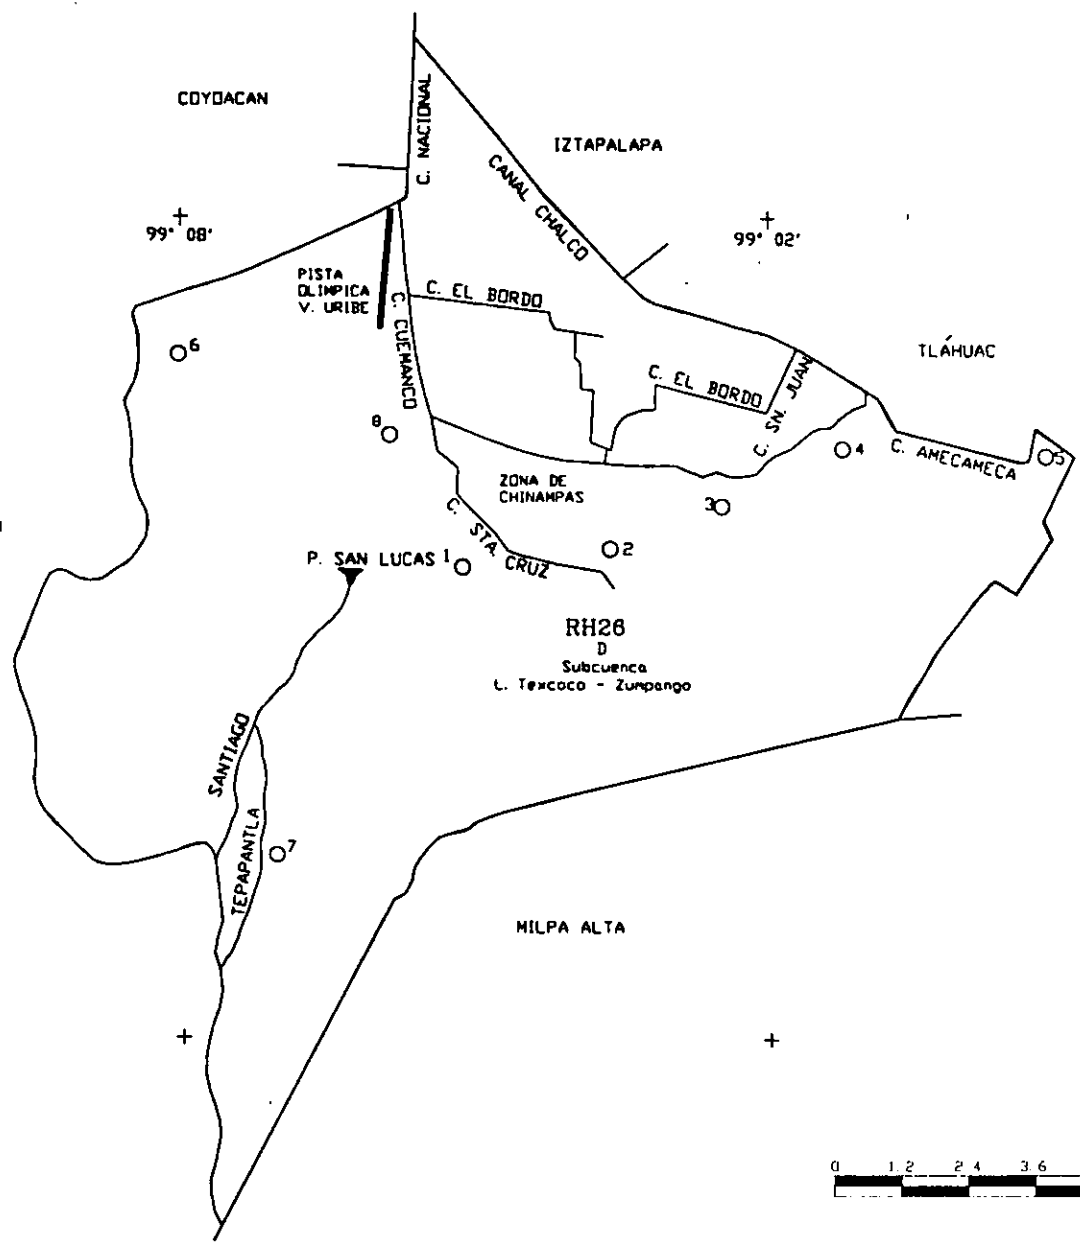 COYOACAN
C. NACIONAL
IZTAPALAPA
CANAL CHALCO
99° 08'
99° 02'
PISTA
OLIMPICA
V. URIBE
C. EL BORDO
C. CUEMANCO
TLÁHUAC
6
C. EL BORDO
C. SN. JUAN
8
4
C. AMECAMECA
5
ZONA DE
CHINAMPAS
3
C. STA. CRUZ
2
P. SAN LUCAS
1
RH26
D
Subcuenca
L. Texcoco - Zumpango
SANTIAGO
TEPAPANTLA
7
MILPA ALTA
0 1.2 2.4 3.6